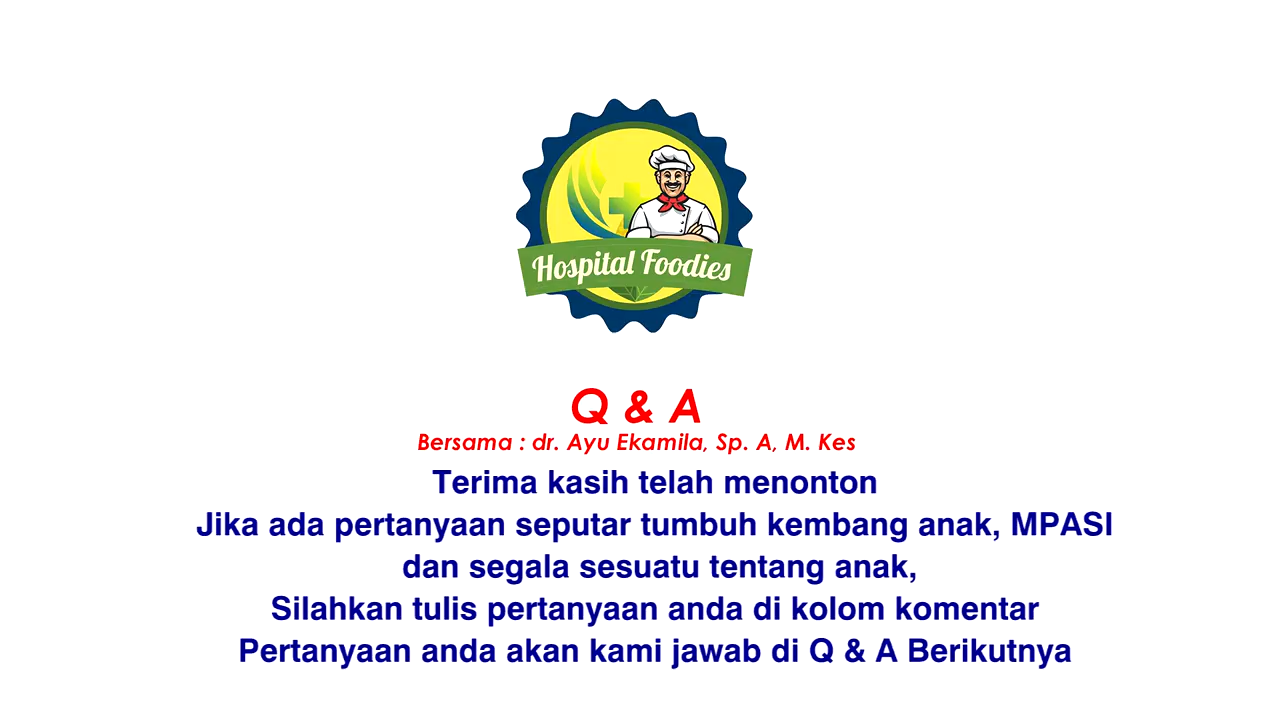 Hospital Foodies
Q & A
Bersama : dr. Ayu Ekamila, Sp. A, M. Kes
Terima kasih telah menonton
Jika ada pertanyaan seputar tumbuh kembang anak, MPASI
dan segala sesuatu tentang anak,
Silahkan tulis pertanyaan anda di kolom komentar
Pertanyaan anda akan kami jawab di Q & A Berikutnya